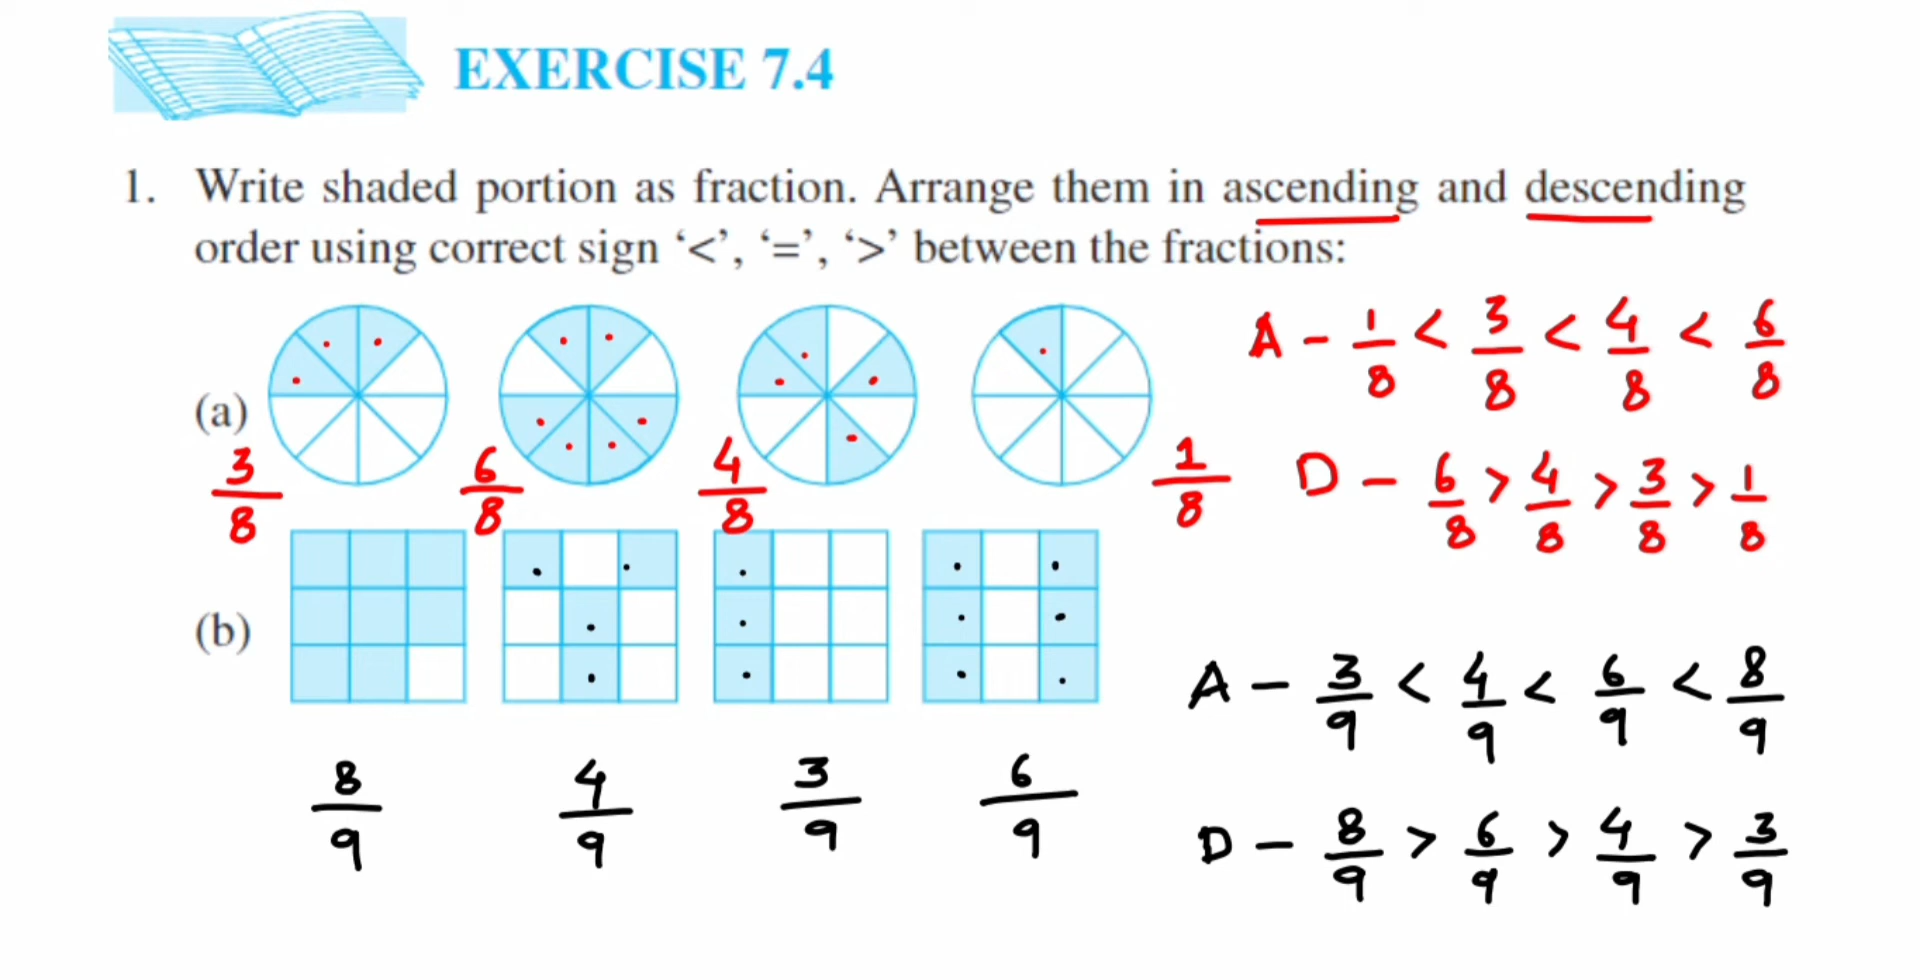 EXERCISE 7.4
1. Write shaded portion as fraction. Arrange them in ascending and descending
order using correct sign ‘<’, ‘=’, ‘>’ between the fractions:
(a)
3/8 6/8 4/8 1/8
A - 1/8 < 3/8 < 4/8 < 6/8
D - 6/8 > 4/8 > 3/8 > 1/8
(b)
8/9 4/9 3/9 6/9
A - 3/9 < 4/9 < 6/9 < 8/9
D - 8/9 > 6/9 > 4/9 > 3/9